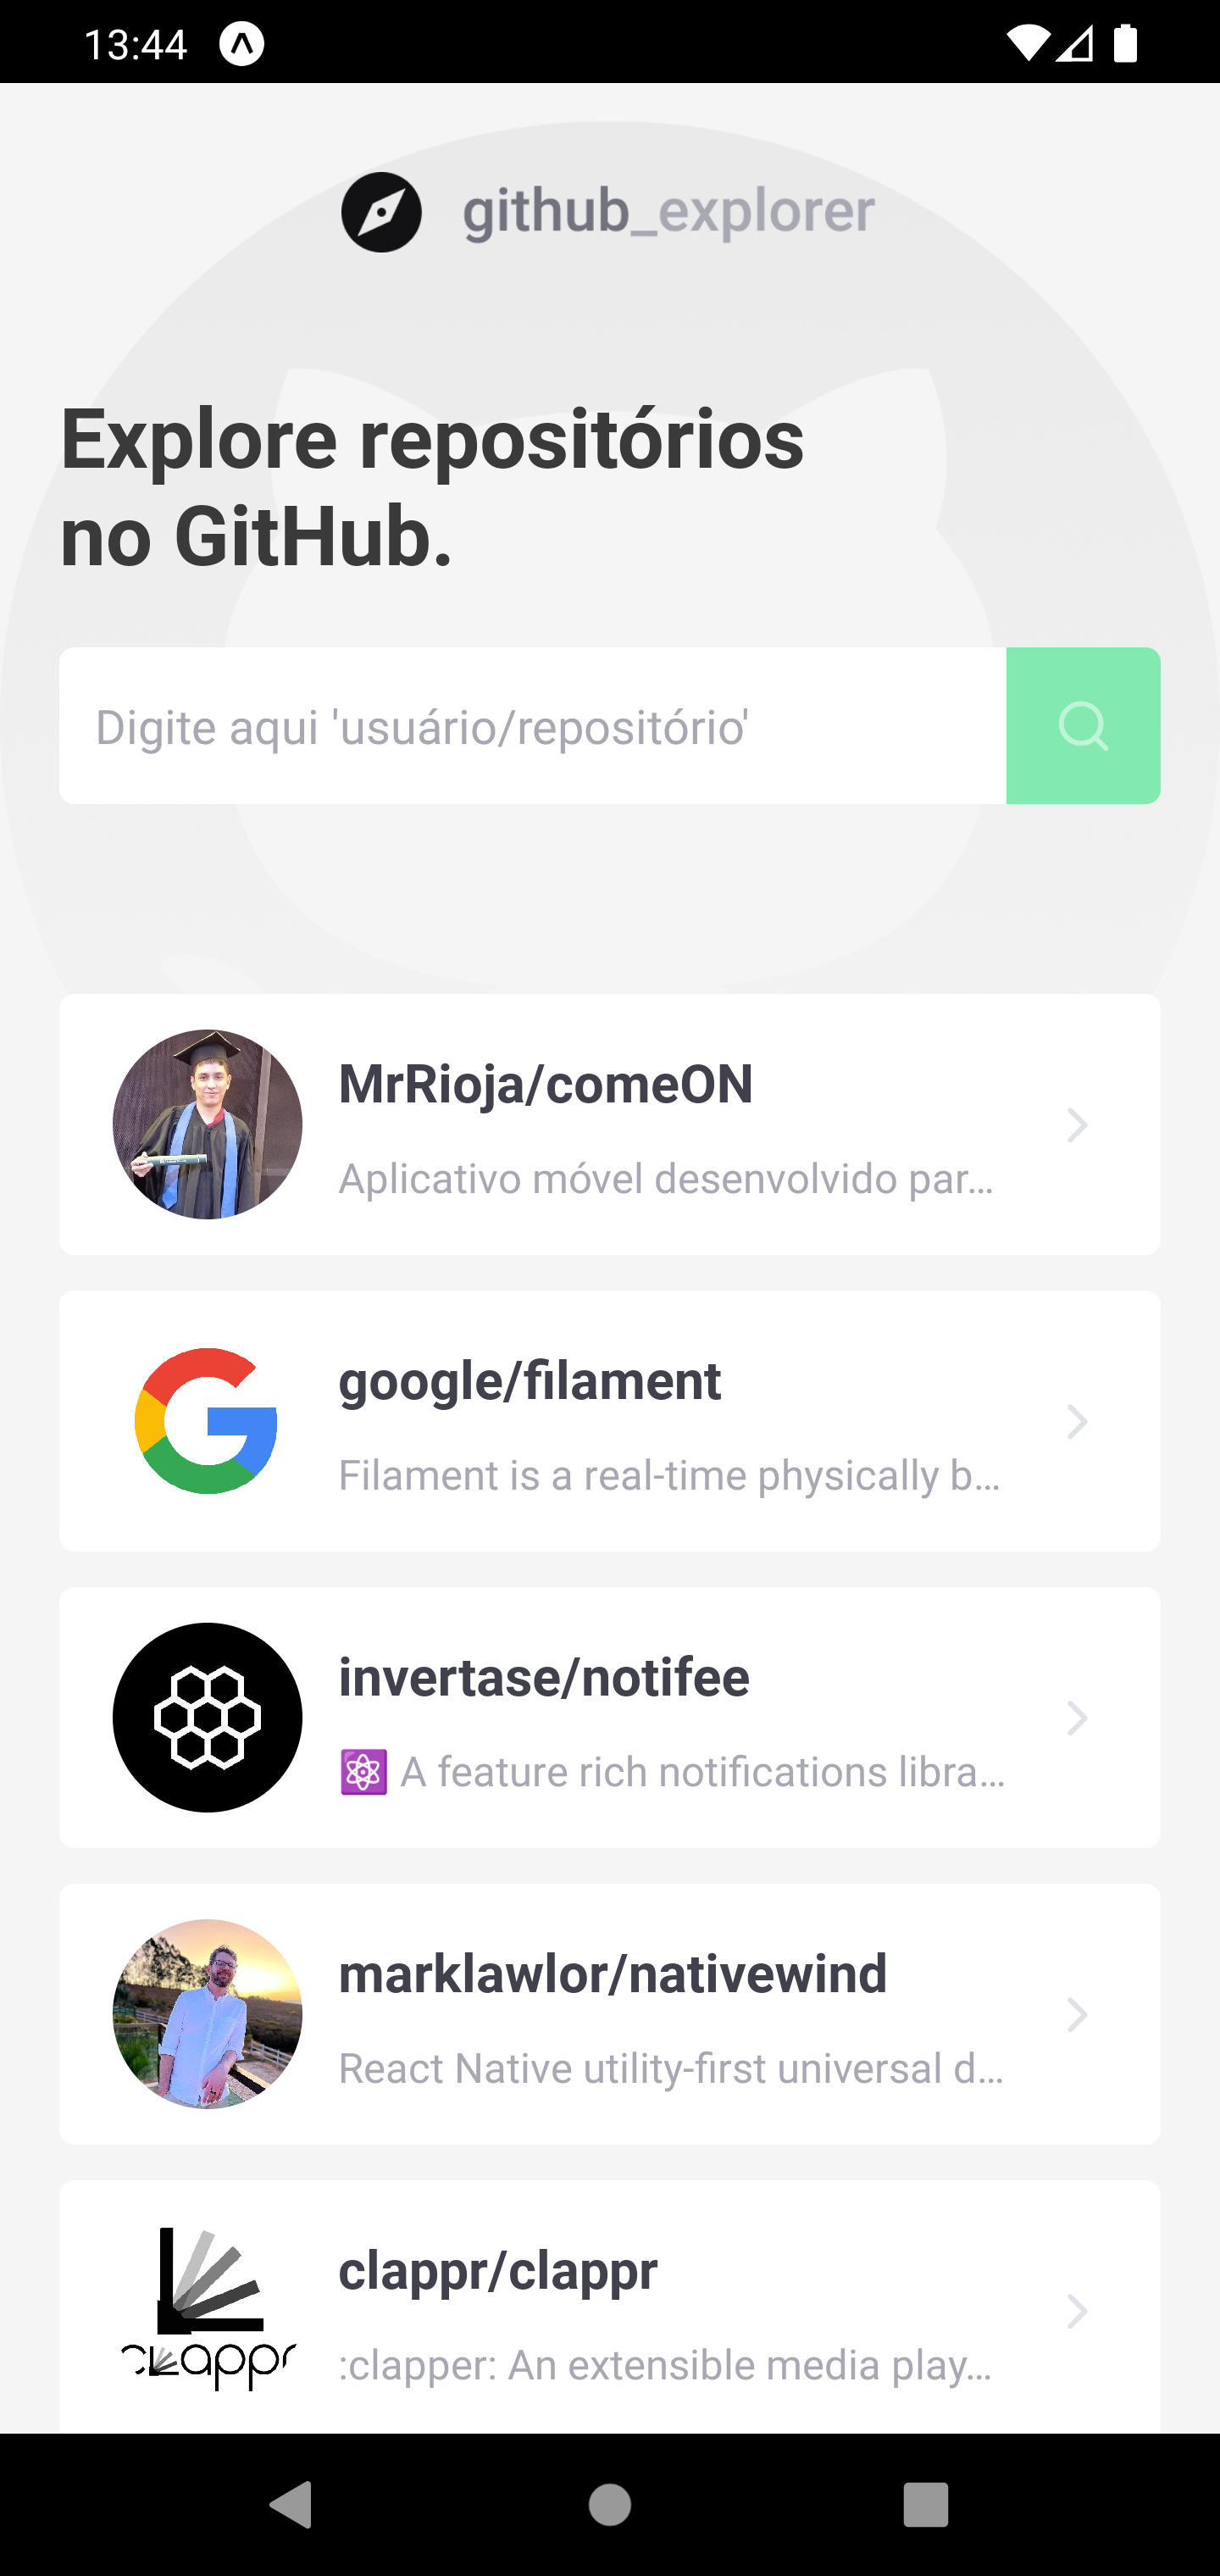 13:44
github_explorer
Explore repositórios
no GitHub.
Digite aqui 'usuário/repositório'
MrRioja/comeON
Aplicativo móvel desenvolvido par…
google/filament
Filament is a real-time physically b…
invertase/notifee
⚛️ A feature rich notifications libra…
marklawlor/nativewind
React Native utility-first universal d…
clappr/clappr
:clapper: An extensible media play…
CLappr